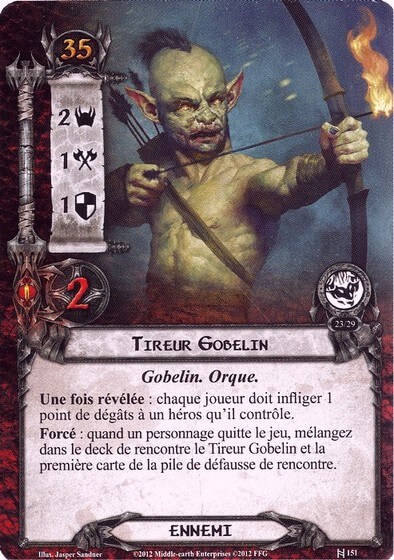 35
2
1
1
2
23/29
TIREUR GOBELIN
Gobelin. Orque.
Une fois révélée : chaque joueur doit infliger 1
point de dégâts à un héros qu'il contrôle.
Forcé : quand un personnage quitte le jeu, mélangez
dans le deck de rencontre le Tireur Gobelin et la
première carte de la pile de défausse de rencontre.
ENNEMI
Illus. Jasper Sandner ©2012 Middle-earth Enterprises ©2012 FFG 151